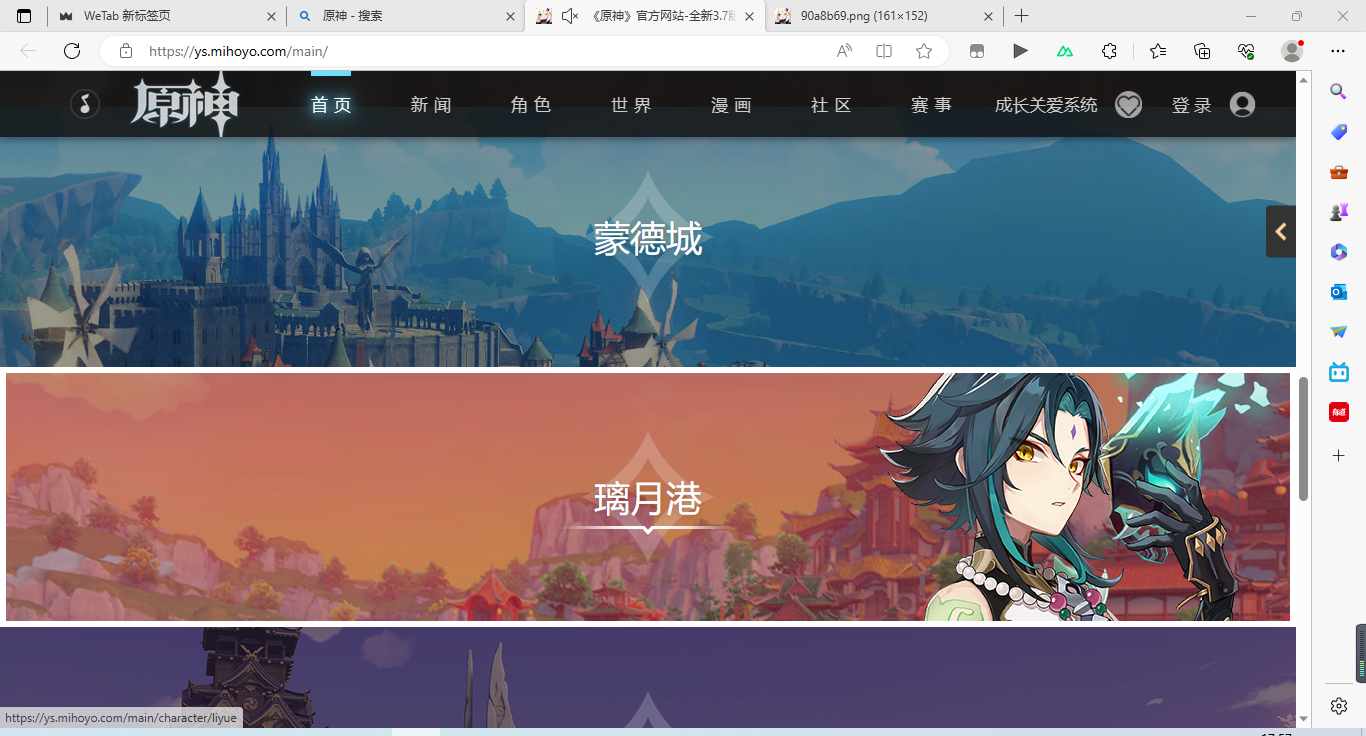 WeTab 新标签页
原神 - 搜索
《原神》官方网站-全新3.7版
90a8b69.png (161×152)
https://ys.mihoyo.com/main/
原神
首页
新闻
角色
世界
漫画
社区
赛事
成长关爱系统
登录
蒙德城
璃月港
https://ys.mihoyo.com/main/character/liyue